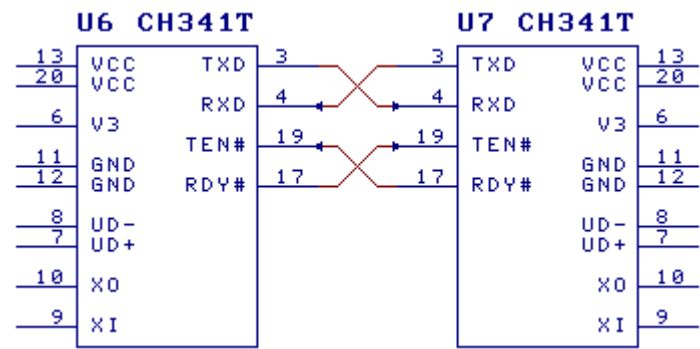 U6 CH341T U7 CH341T
13 VCC TXD 3 3 TXD VCC 13
20 VCC VCC 20
RXD 4 4 RXD
6 V3 V3 6
TEN# 19 19 TEN#
11 GND GND 11
12 GND RDY# 17 17 RDY# GND 12
8 UD- UD- 8
7 UD+ UD+ 7
10 XO XO 10
9 XI XI 9